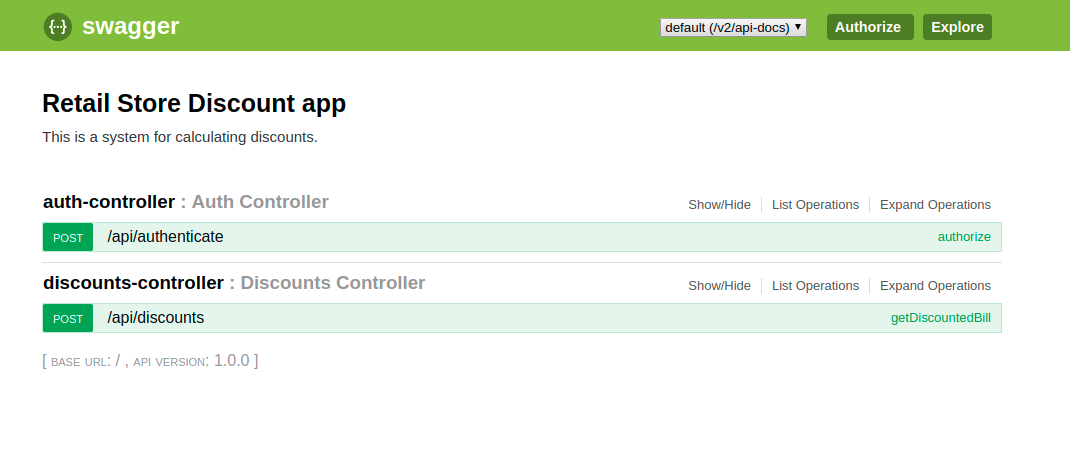 swagger default (/v2/api-docs) Authorize Explore
Retail Store Discount app
This is a system for calculating discounts.
auth-controller : Auth Controller Show/Hide List Operations Expand Operations
POST /api/authenticate authorize
discounts-controller : Discounts Controller Show/Hide List Operations Expand Operations
POST /api/discounts getDiscountedBill
[ BASE URL: / , API VERSION: 1.0.0 ]